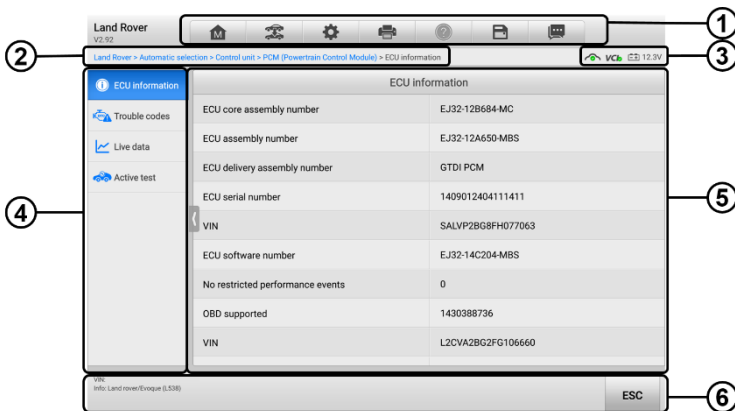 Land Rover
V2.92
1
Land Rover > Automatic selection > Control unit > PCM (Powertrain Control Module) > ECU information
2
VCI 12.3V
3
ECU information
Trouble codes
Live data
Active test
4
ECU information
ECU core assembly number EJ32-12B684-MC
ECU assembly number EJ32-12A650-MBS
ECU delivery assembly number GTDI PCM
ECU serial number 1409012404111411
VIN SALVP2BG8FH077063
ECU software number EJ32-14C204-MBS
No restricted performance events 0
OBD supported 1430388736
VIN L2CVA2BG2FG106660
5
VIN:
Info: Land rover/Evoque (L538)
ESC
6